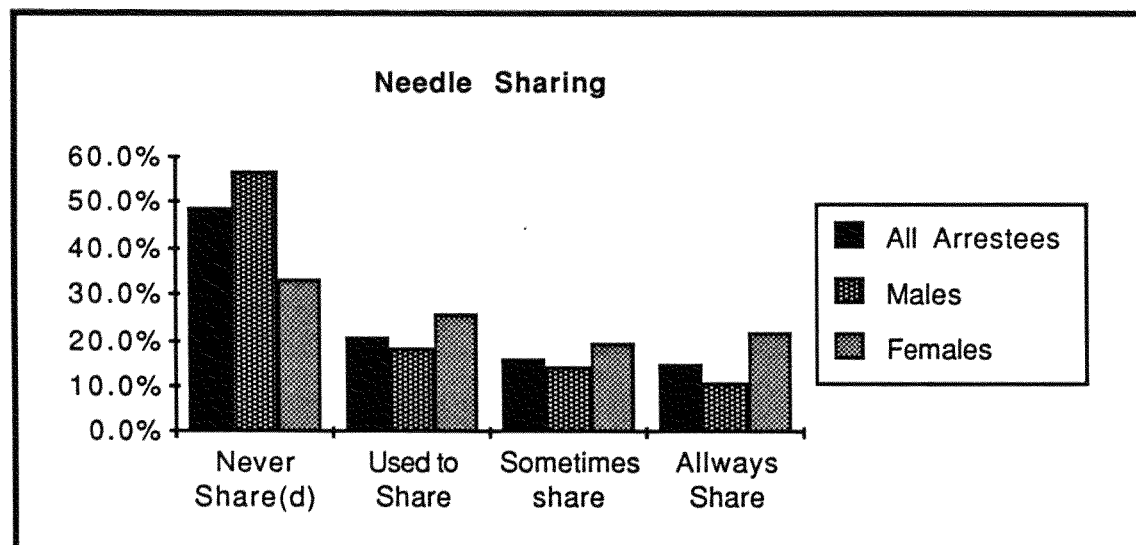 Needle Sharing
60.0%
50.0%
40.0%
30.0%
20.0%
10.0%
0.0%
Never
Share(d)
Used to
Share
Sometimes
share
Allways
Share
All Arrestees
Males
Females